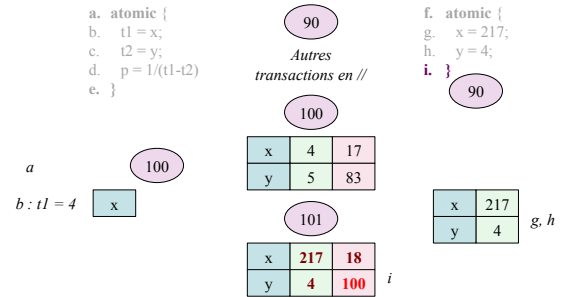 a. atomic {
b. t1 = x;
c. t2 = y;
d. p = 1/(t1-t2)
e. }
90
Autres
transactions en //
f. atomic {
g. x = 217;
h. y = 4;
i. }
90
100
x 4 17
y 5 83
a
100
b : t1 = 4 x
101
x 217 18
y 4 100
i
x 217
y 4
g, h